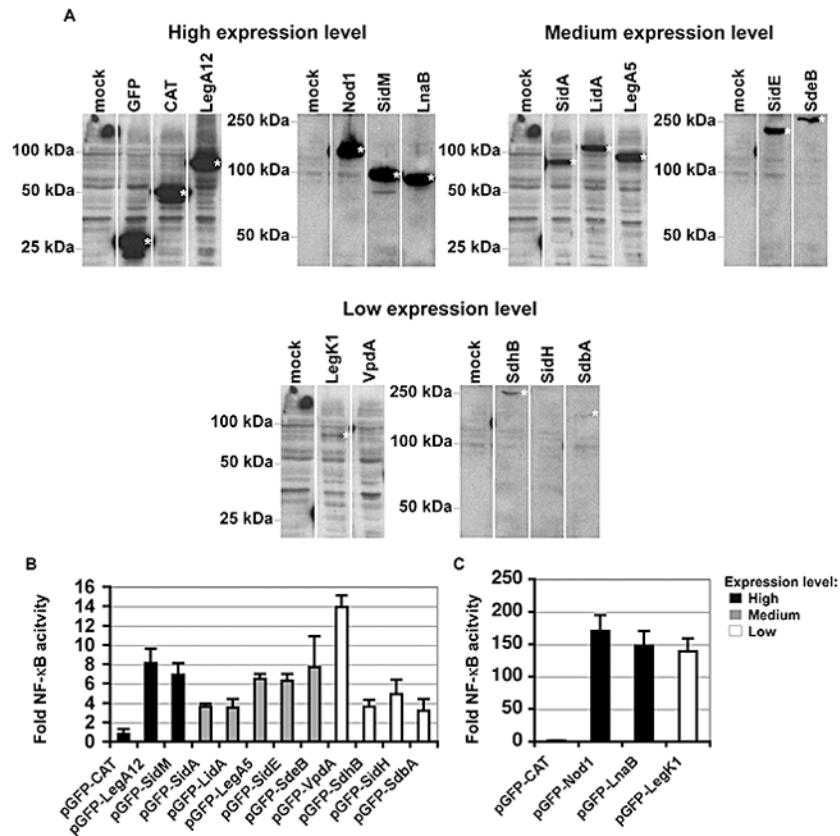 A
High expression level
Medium expression level
mock GFP CAT LegA12
100 kDa
50 kDa
25 kDa
mock Nod1 SidM LnaB
250 kDa
100 kDa
50 kDa
mock SidA LidA LegA5
100 kDa
50 kDa
25 kDa
mock SidE SdeB
250 kDa
100 kDa
50 kDa
Low expression level
mock LegK1 VpdA
100 kDa
50 kDa
25 kDa
mock SdhB SidH SdbA
250 kDa
100 kDa
50 kDa
B
Fold NF-κB acitvity
16
14
12
10
8
6
4
2
0
pGFP-CAT
pGFP-LegA12
pGFP-SidM
pGFP-SidA
pGFP-LidA
pGFP-LegA5
pGFP-SidE
pGFP-SdeB
pGFP-VpdA
pGFP-SdhB
pGFP-SidH
pGFP-SdbA
C
Fold NF-κB activity
250
200
150
100
50
0
pGFP-CAT
pGFP-Nod1
pGFP-LnaB
pGFP-LegK1
Expression level:
High
Medium
Low